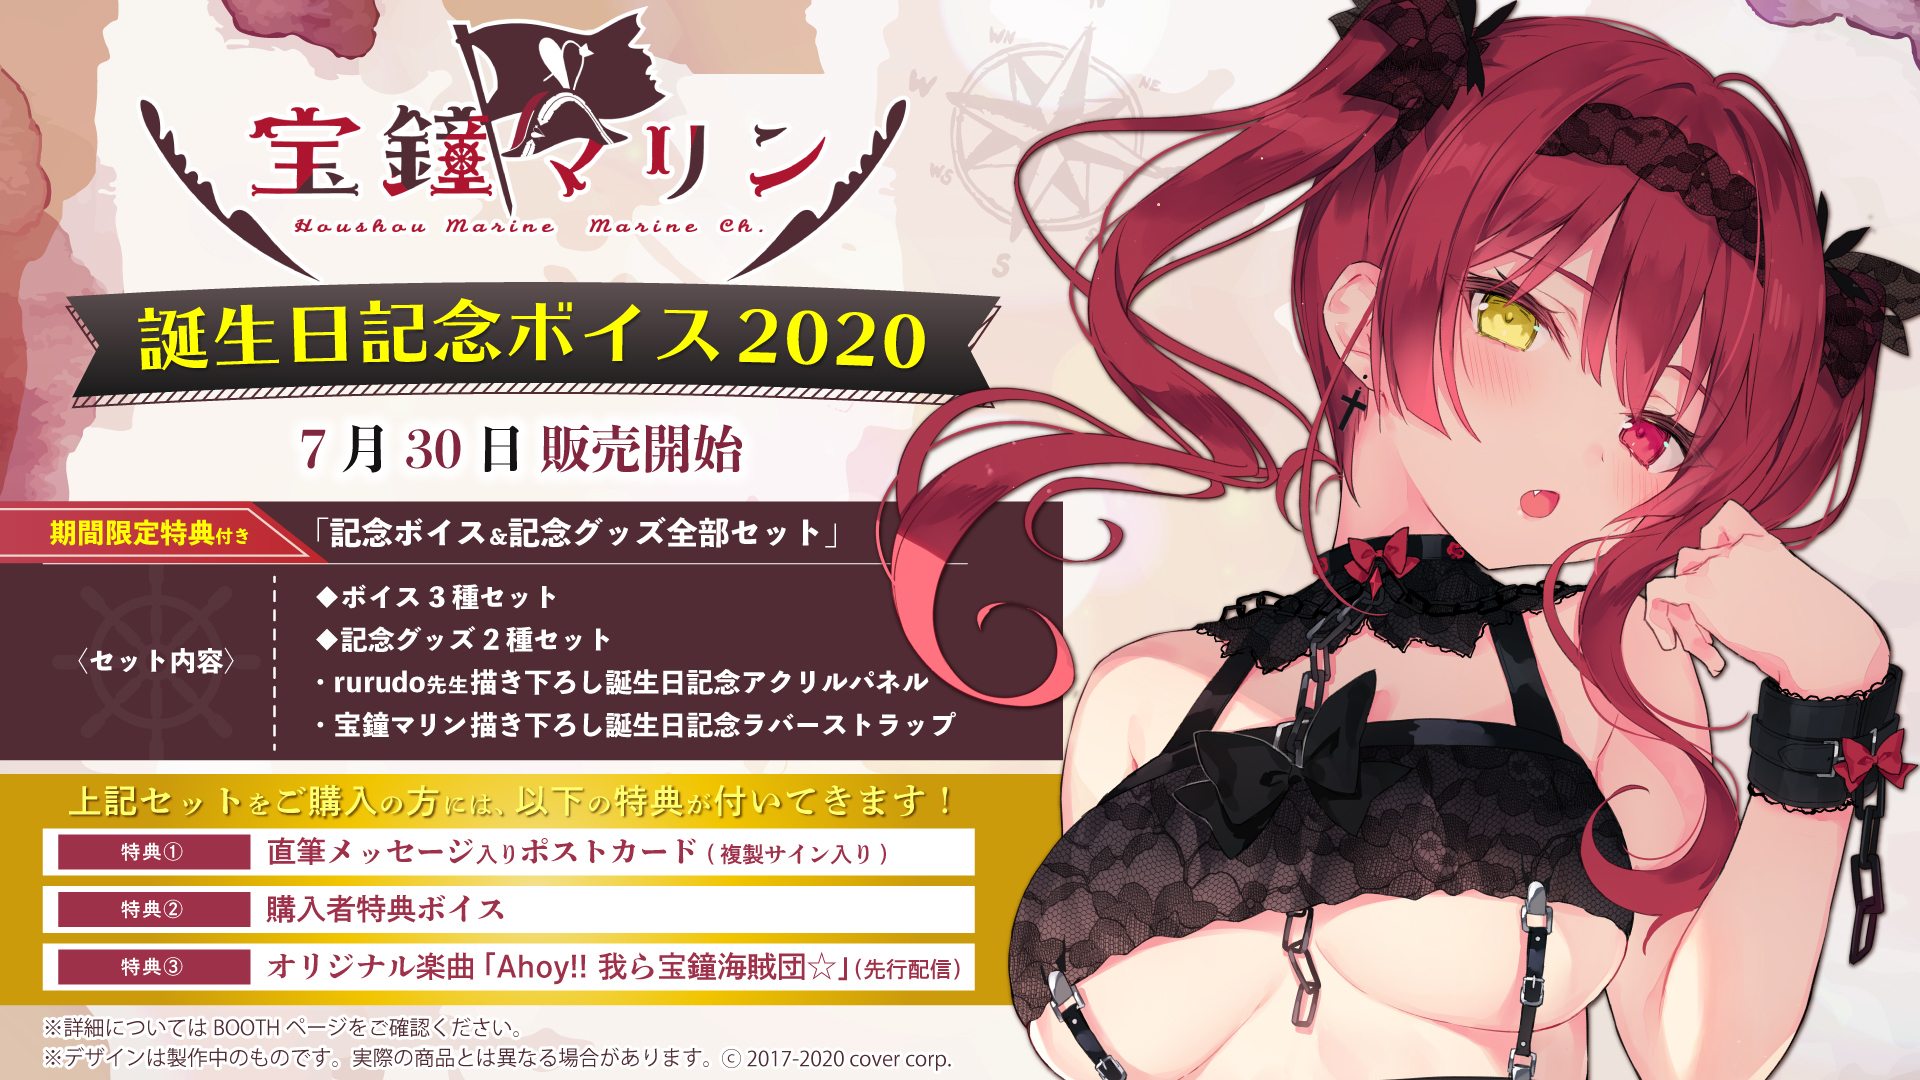 宝鐘マリン
Houshou Marine Marine Ch.
誕生日記念ボイス2020
7月30日 販売開始
期間限定特典付き
「記念ボイス&記念グッズ全部セット」
〈セット内容〉
◆ボイス3種セット
◆記念グッズ2種セット
・rurudo先生描き下ろし誕生日記念アクリルパネル
・宝鐘マリン描き下ろし誕生日記念ラバーストラップ
上記セットをご購入の方には、以下の特典が付いてきます！
特典① 直筆メッセージ入りポストカード(複製サイン入り)
特典② 購入者特典ボイス
特典③ オリジナル楽曲「Ahoy!! 我ら宝鐘海賊団☆」(先行配信)
※詳細についてはBOOTHページをご確認ください。
※デザインは製作中のものです。実際の商品とは異なる場合があります。ⓒ 2017-2020 cover corp.
WN
W
NE
WS
S